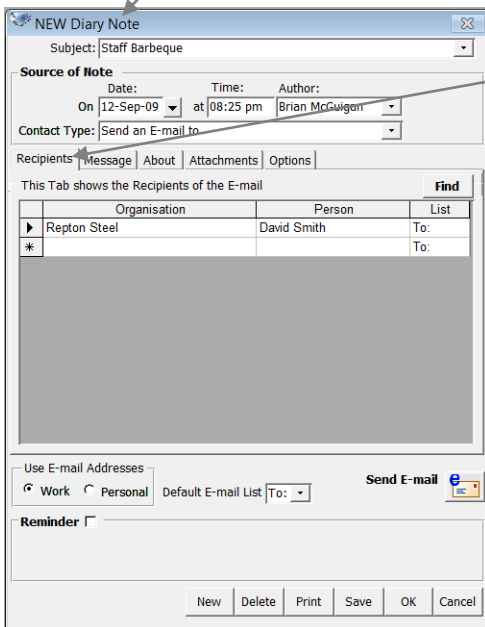 NEW Diary Note
Subject: Staff Barbeque
Source of Note
Date: Time: Author:
On 12-Sep-09 at 08:25 pm Brian McGuigan
Contact Type: Send an E-mail to
Recipients Message About Attachments Options
This Tab shows the Recipients of the E-mail Find
Organisation Person List
Repton Steel David Smith To:
* To:
Use E-mail Addresses
Work Personal Default E-mail List To: Send E-mail
Reminder
New Delete Print Save OK Cancel